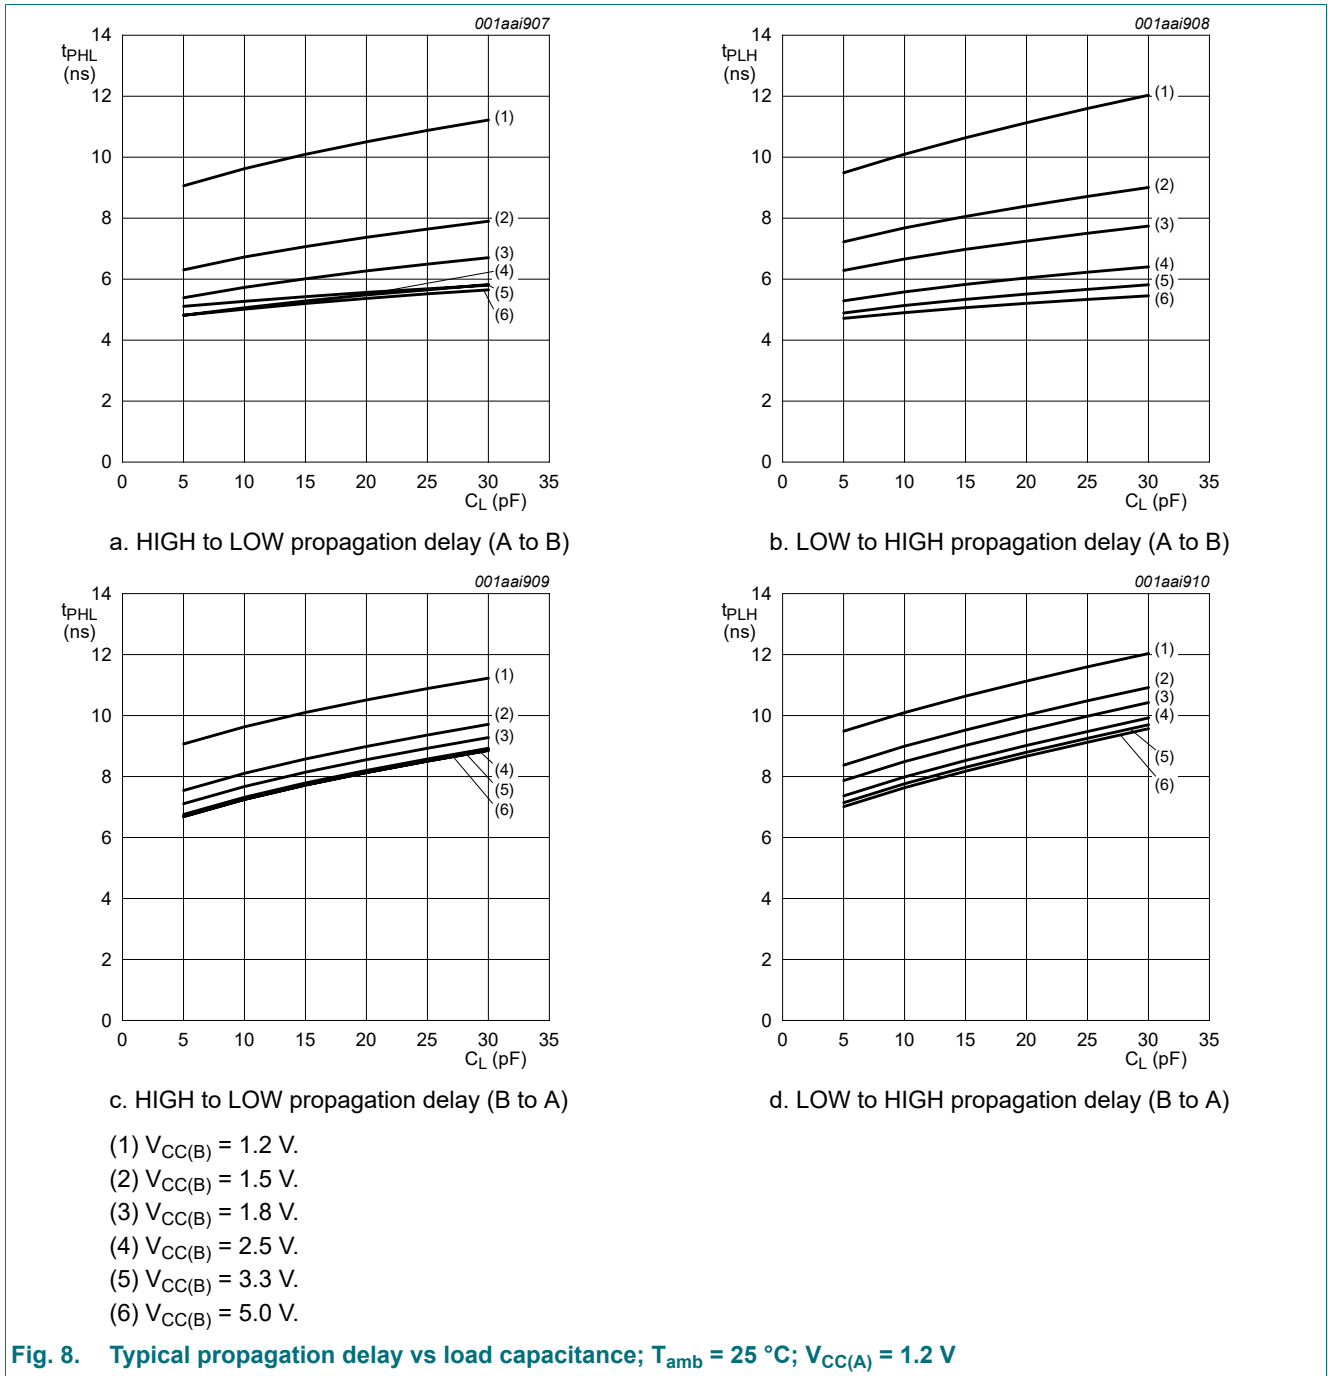 001aai907
14
tPHL
(ns)
12
10
8
6
4
2
0
(1)
(2)
(3)
(4)
(5)
(6)
0 5 10 15 20 25 30 35
CL (pF)
a. HIGH to LOW propagation delay (A to B)
001aai908
14
tPLH
(ns)
12
10
8
6
4
2
0
(1)
(2)
(3)
(4)
(5)
(6)
0 5 10 15 20 25 30 35
CL (pF)
b. LOW to HIGH propagation delay (A to B)
001aai909
14
tPHL
(ns)
12
10
8
6
4
2
0
(1)
(2)
(3)
(4)
(5)
(6)
0 5 10 15 20 25 30 35
CL (pF)
c. HIGH to LOW propagation delay (B to A)
001aai910
14
tPLH
(ns)
12
10
8
6
4
2
0
(1)
(2)
(3)
(4)
(5)
(6)
0 5 10 15 20 25 30 35
CL (pF)
d. LOW to HIGH propagation delay (B to A)
(1) VCC(B) = 1.2 V.
(2) VCC(B) = 1.5 V.
(3) VCC(B) = 1.8 V.
(4) VCC(B) = 2.5 V.
(5) VCC(B) = 3.3 V.
(6) VCC(B) = 5.0 V.
Fig. 8. Typical propagation delay vs load capacitance; Tamb = 25 °C; VCC(A) = 1.2 V